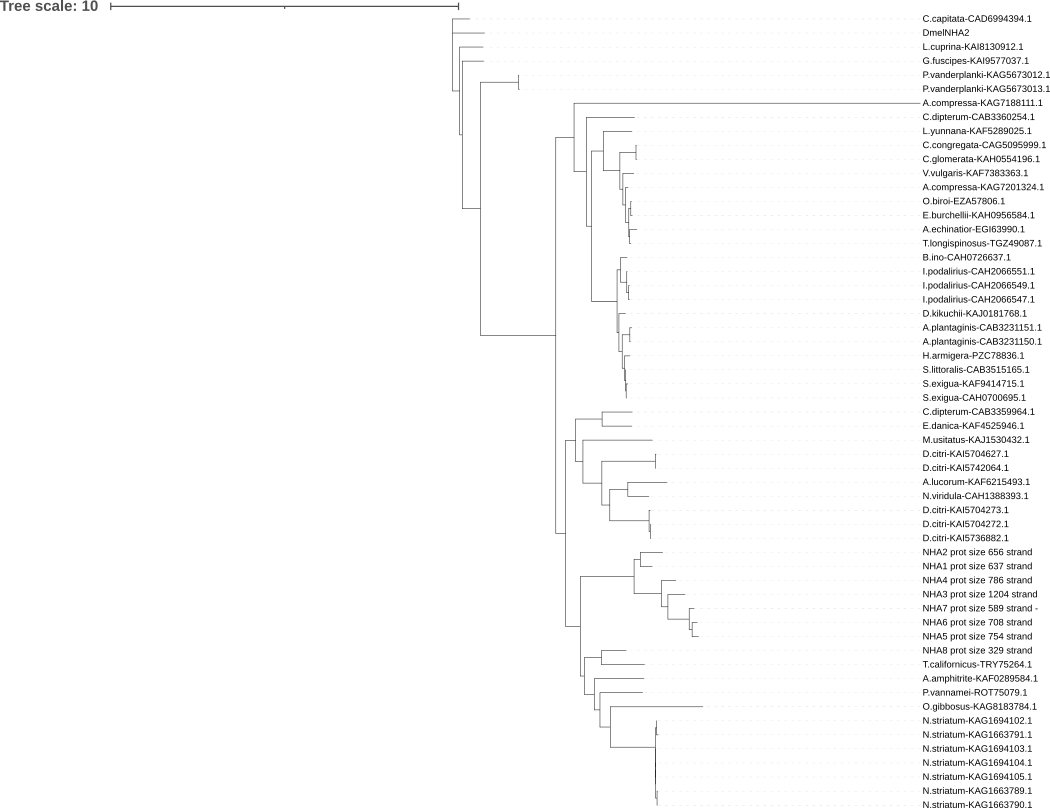 Tree scale: 10
C.capitata-CAD6994394.1
DmelNHA2
L.cuprina-KAI8130912.1
G.fuscipes-KAI9577037.1
P.vanderplanki-KAG5673012.1
P.vanderplanki-KAG5673013.1
A.compressa-KAG7188111.1
C.dipterum-CAB3360254.1
L.yunnana-KAF5289025.1
C.congregata-CAG5095999.1
C.glomerata-KAH0554196.1
V.vulgaris-KAF7383363.1
A.compressa-KAG7201324.1
O.biroi-EZA57806.1
E.burchellii-KAH0956584.1
A.echinatior-EGI63990.1
T.longispinosus-TGZ49087.1
B.ino-CAH0726637.1
I.podalirius-CAH2066551.1
I.podalirius-CAH2066549.1
I.podalirius-CAH2066547.1
D.kikuchii-KAJ0181768.1
A.plantaginis-CAB3231151.1
A.plantaginis-CAB3231150.1
H.armigera-PZC78836.1
S.littoralis-CAB3515165.1
S.exigua-KAF9414715.1
S.exigua-CAH0700695.1
C.dipterum-CAB3359964.1
E.danica-KAF4525946.1
M.usitatus-KAJ1530432.1
D.citri-KAI5704627.1
D.citri-KAI5742064.1
A.lucorum-KAF6215493.1
N.viridula-CAH1388393.1
D.citri-KAI5704273.1
D.citri-KAI5704272.1
D.citri-KAI5736882.1
NHA2 prot size 656 strand
NHA1 prot size 637 strand
NHA4 prot size 786 strand
NHA3 prot size 1204 strand
NHA7 prot size 589 strand -
NHA6 prot size 708 strand
NHA5 prot size 754 strand
NHA8 prot size 329 strand
T.californicus-TRY75264.1
A.amphitrite-KAF0289584.1
P.vannamei-ROT75079.1
O.gibbosus-KAG8183784.1
N.striatum-KAG1694102.1
N.striatum-KAG1663791.1
N.striatum-KAG1694103.1
N.striatum-KAG1694104.1
N.striatum-KAG1694105.1
N.striatum-KAG1663789.1
N.striatum-KAG1663790.1